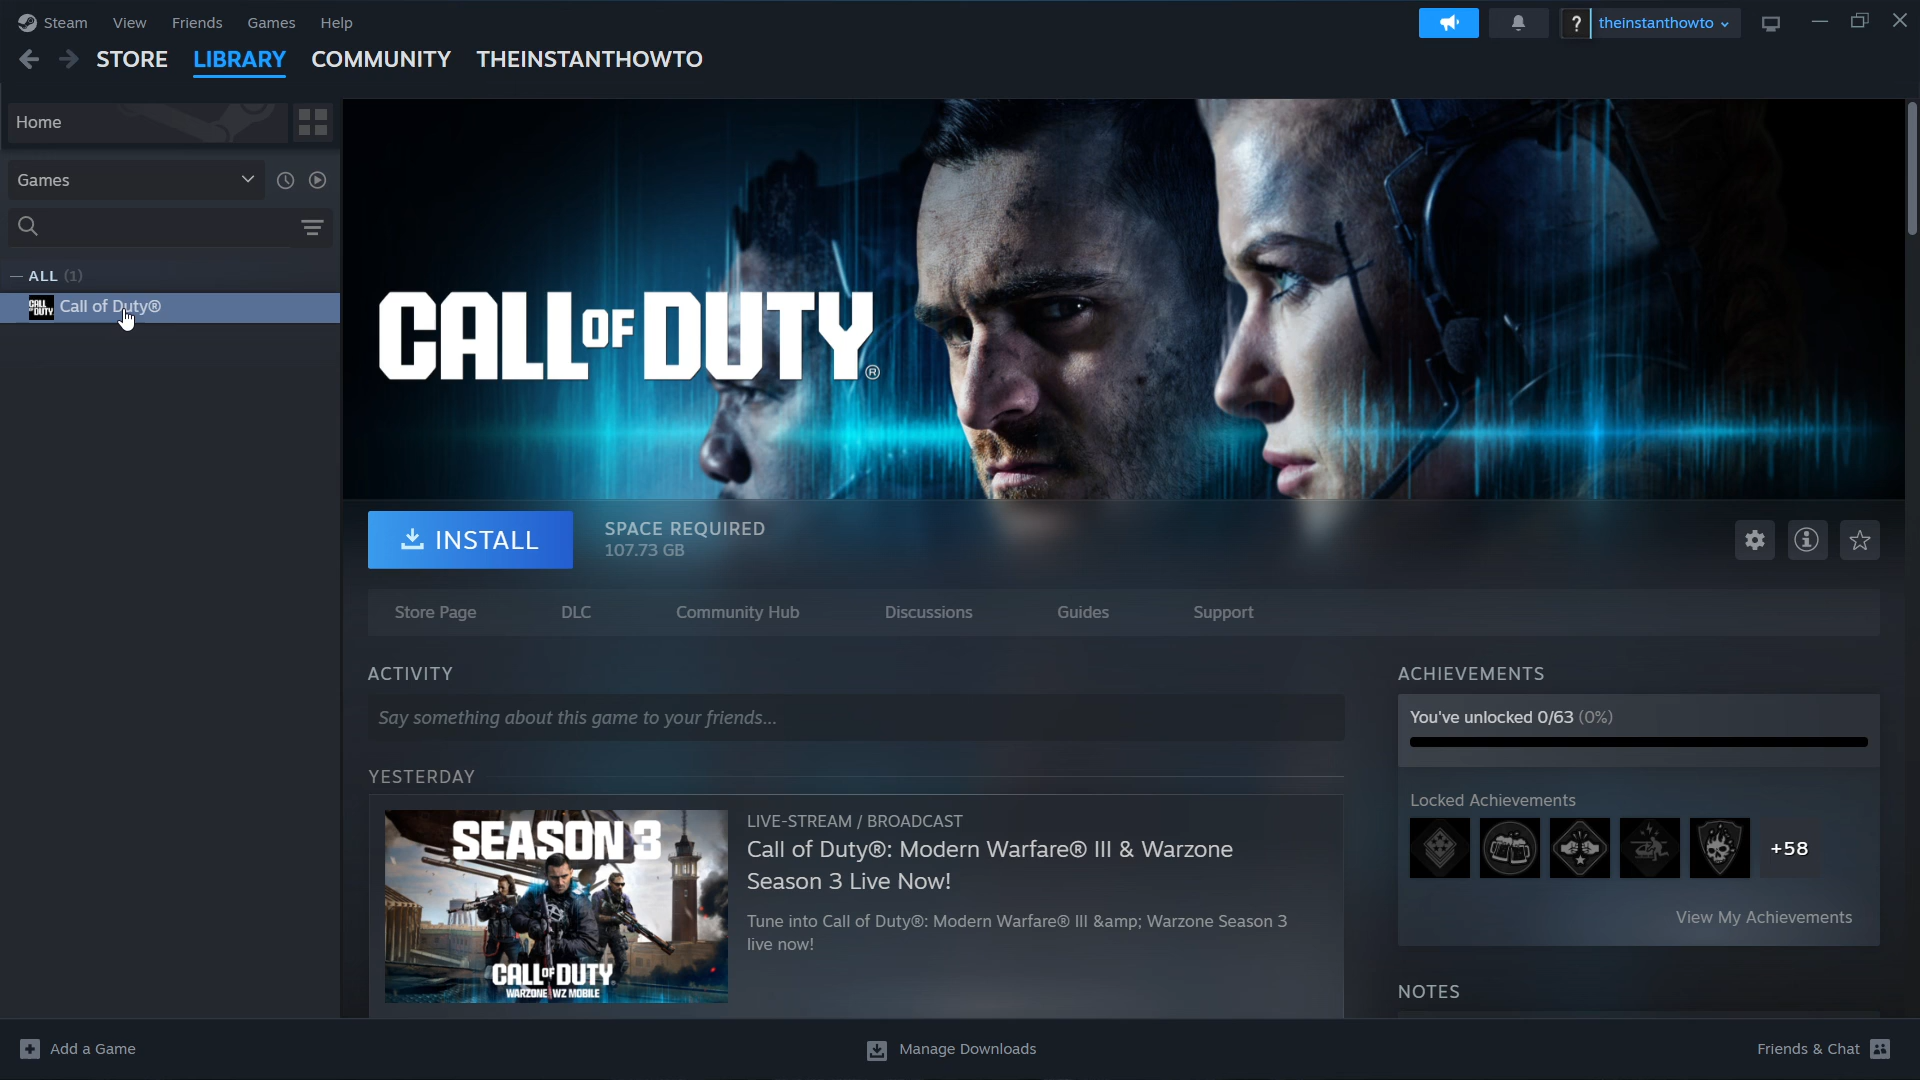 Steam View Friends Games Help
? theinstanthowto
STORE LIBRARY COMMUNITY THEINSTANTHOWTO
Home
Games
— ALL (1)
CALL OF DUTY Call of Duty®
CALL OF DUTY®
INSTALL
SPACE REQUIRED
107.73 GB
Store Page DLC Community Hub Discussions Guides Support
ACTIVITY
Say something about this game to your friends...
YESTERDAY
SEASON 3
CALL OF DUTY
WARZONE WZ MOBILE
LIVE-STREAM / BROADCAST
Call of Duty®: Modern Warfare® III & Warzone
Season 3 Live Now!
Tune into Call of Duty®: Modern Warfare® III &amp; Warzone Season 3
live now!
ACHIEVEMENTS
You've unlocked 0/63 (0%)
Locked Achievements
+58
View My Achievements
NOTES
Add a Game
Manage Downloads
Friends & Chat